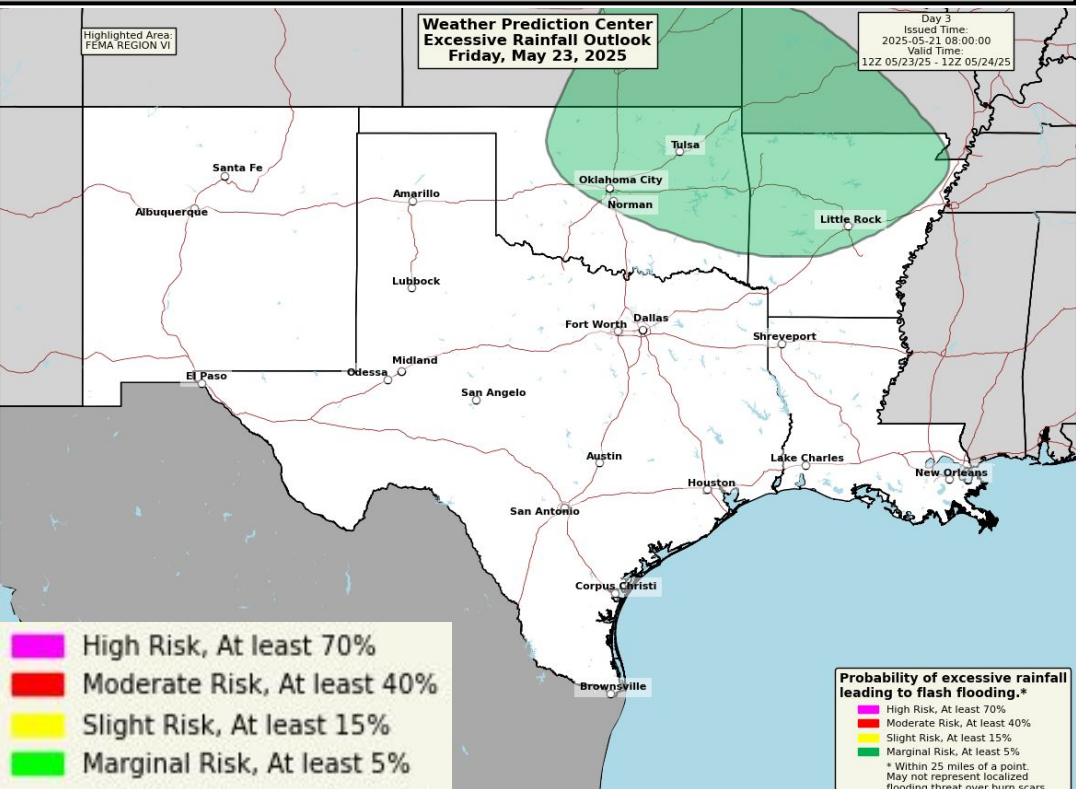 Highlighted Area:
FEMA REGION VI
Weather Prediction Center
Excessive Rainfall Outlook
Friday, May 23, 2025
Day 3
Issued Time:
2025-05-21 08:00:00
Valid Time:
12Z 05/23/25 - 12Z 05/24/25
Tulsa
Santa Fe
Oklahoma City
Amarillo
Norman
Albuquerque
Little Rock
Lubbock
Fort Worth
Dallas
Shreveport
Midland
El Paso
Odessa
San Angelo
Austin
Lake Charles
New Orleans
Houston
San Antonio
Corpus Christi
Brownsville
High Risk, At least 70%
Moderate Risk, At least 40%
Slight Risk, At least 15%
Marginal Risk, At least 5%
Probability of excessive rainfall
leading to flash flooding.*
High Risk, At least 70%
Moderate Risk, At least 40%
Slight Risk, At least 15%
Marginal Risk, At least 5%
* Within 25 miles of a point.
May not represent localized
flooding threat over burn scars